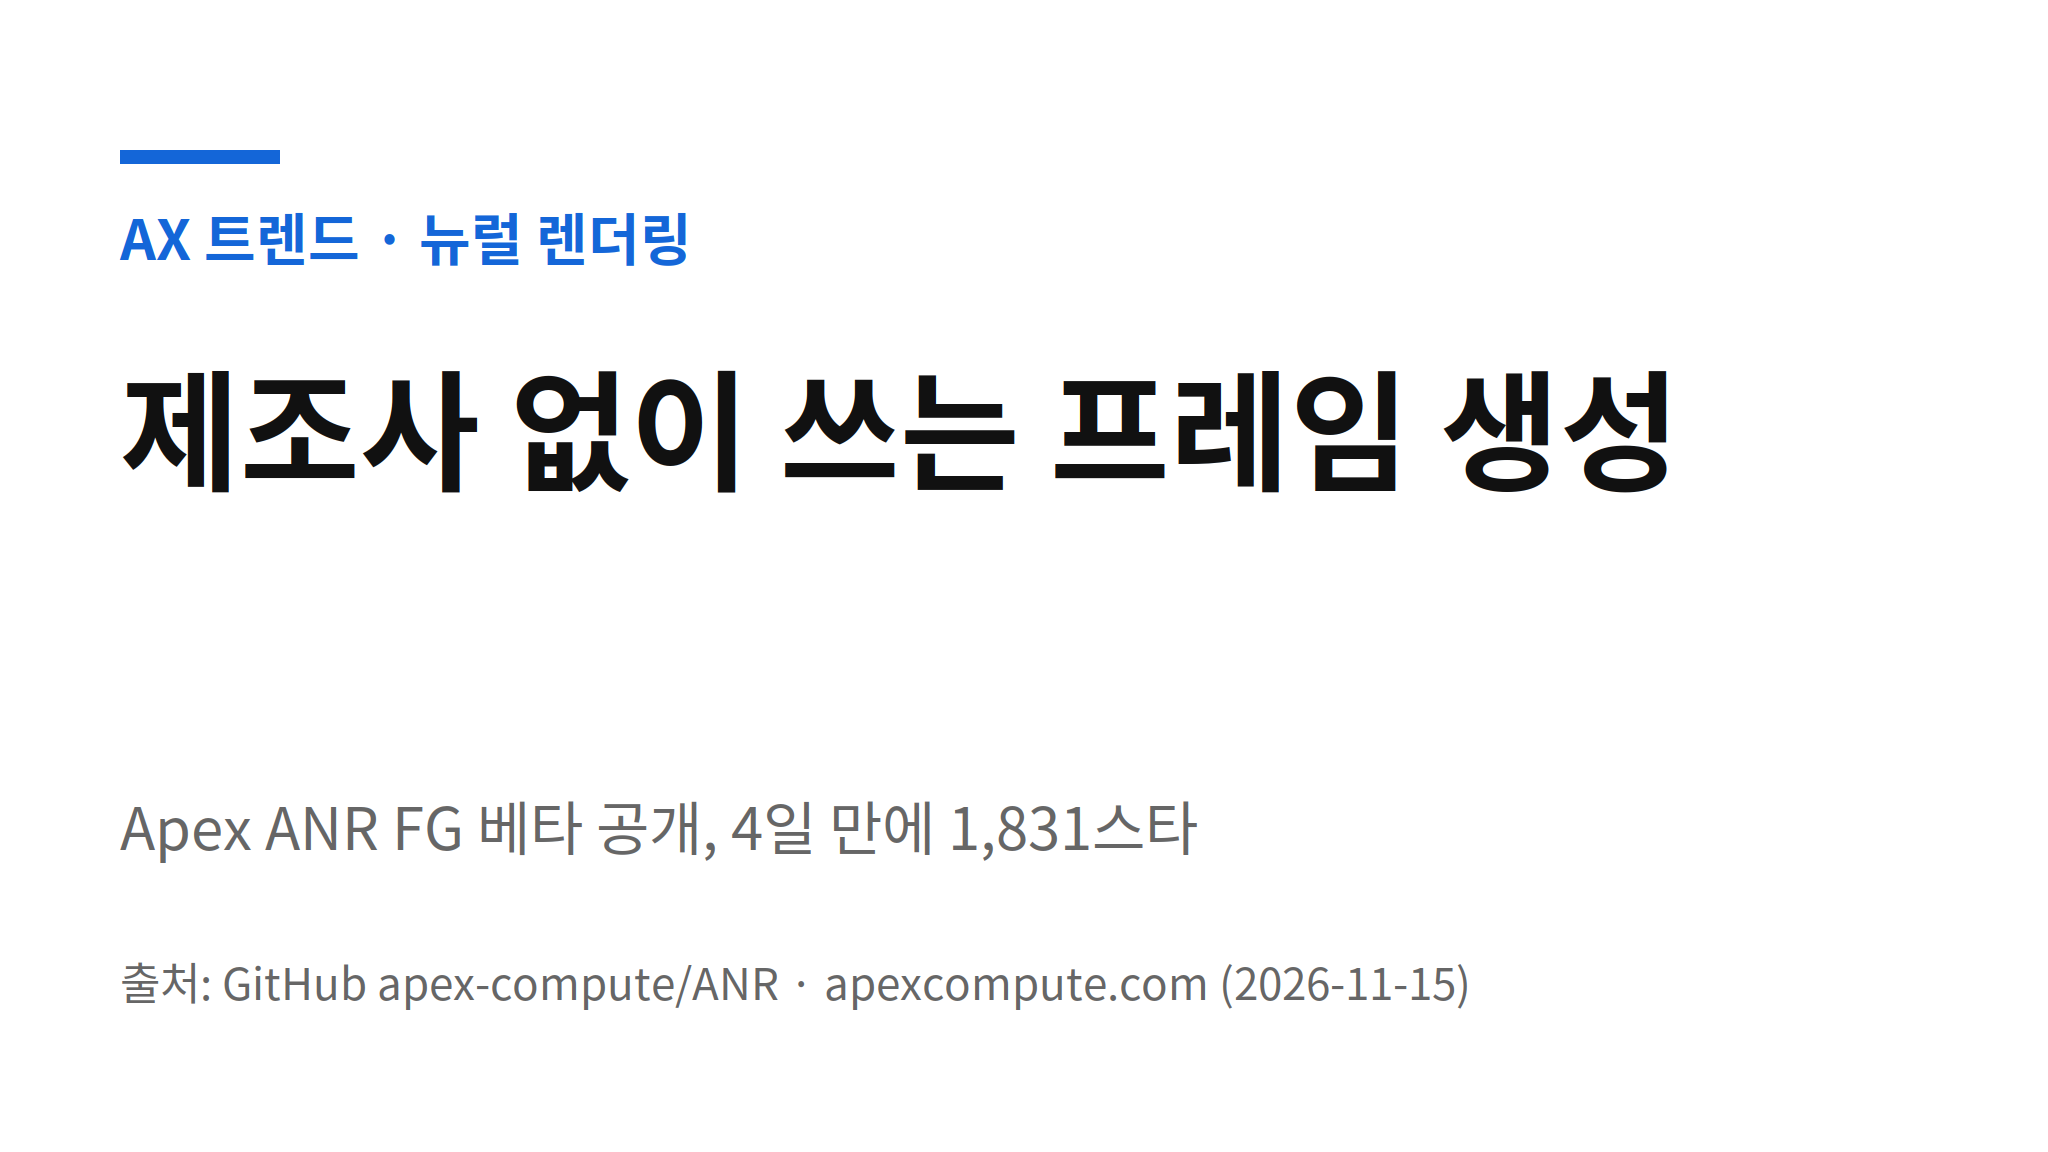 AX 트렌드 · 뉴럴 렌더링
제조사 없이 쓰는 프레임 생성
Apex ANR FG 베타 공개, 4일 만에 1,831스타
출처: GitHub apex-compute/ANR · apexcompute.com (2026-11-15)